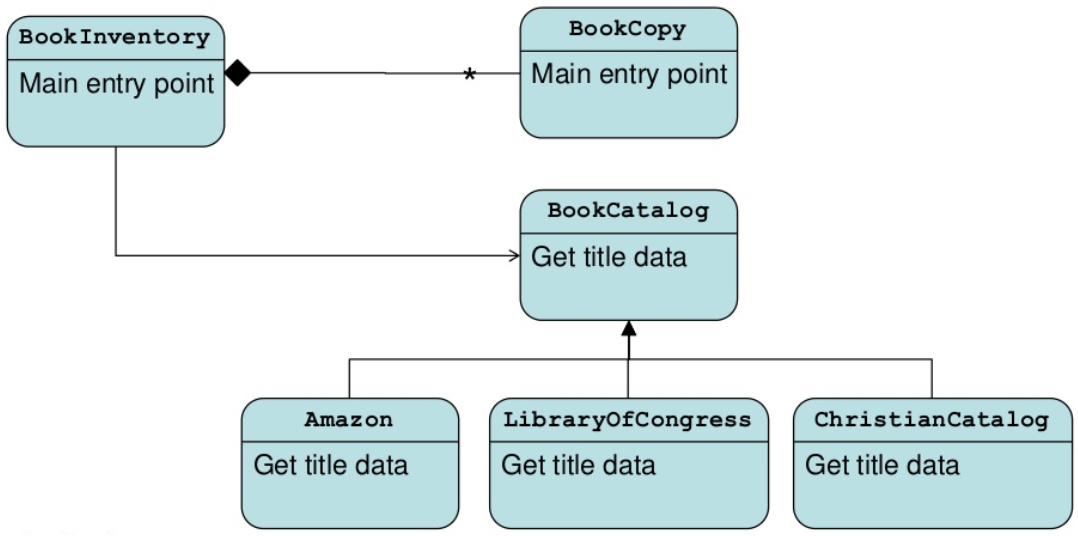 BookInventory
Main entry point
*
BookCopy
Main entry point
BookCatalog
Get title data
Amazon
Get title data
LibraryOfCongress
Get title data
ChristianCatalog
Get title data